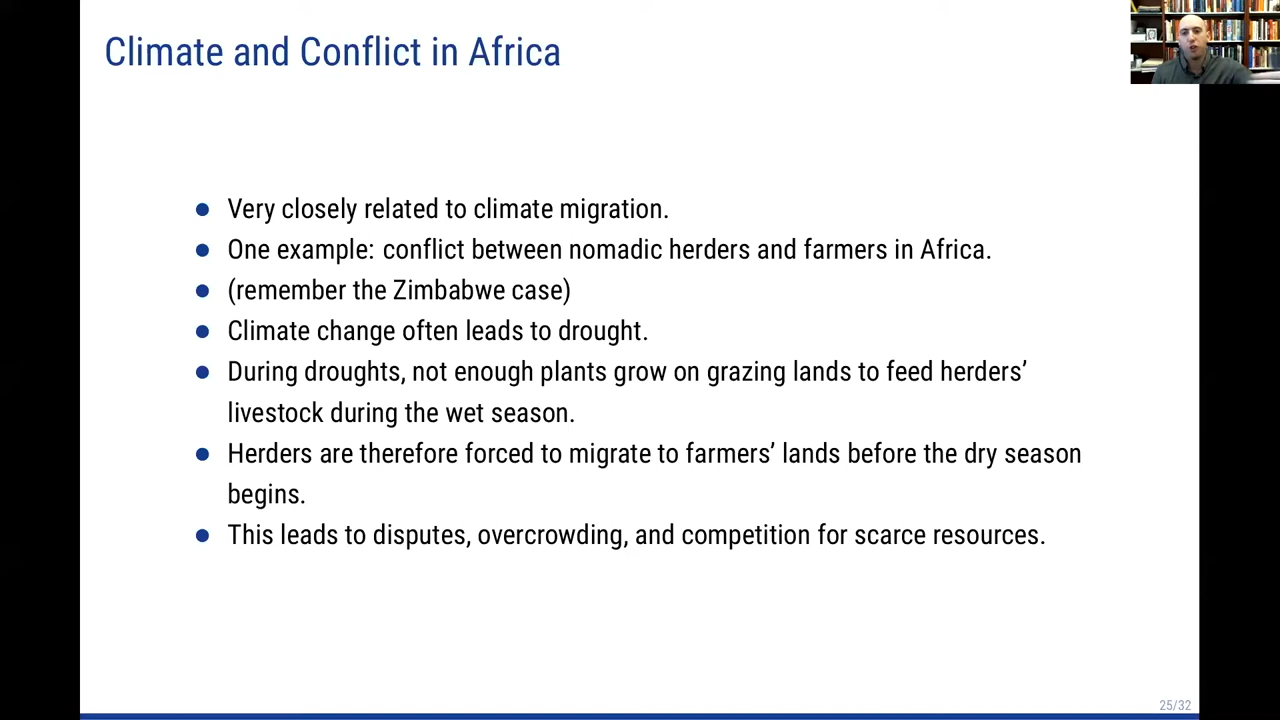 Climate and Conflict in Africa
● Very closely related to climate migration.
● One example: conflict between nomadic herders and farmers in Africa.
● (remember the Zimbabwe case)
● Climate change often leads to drought.
● During droughts, not enough plants grow on grazing lands to feed herders’
livestock during the wet season.
● Herders are therefore forced to migrate to farmers’ lands before the dry season
begins.
● This leads to disputes, overcrowding, and competition for scarce resources.
25/32